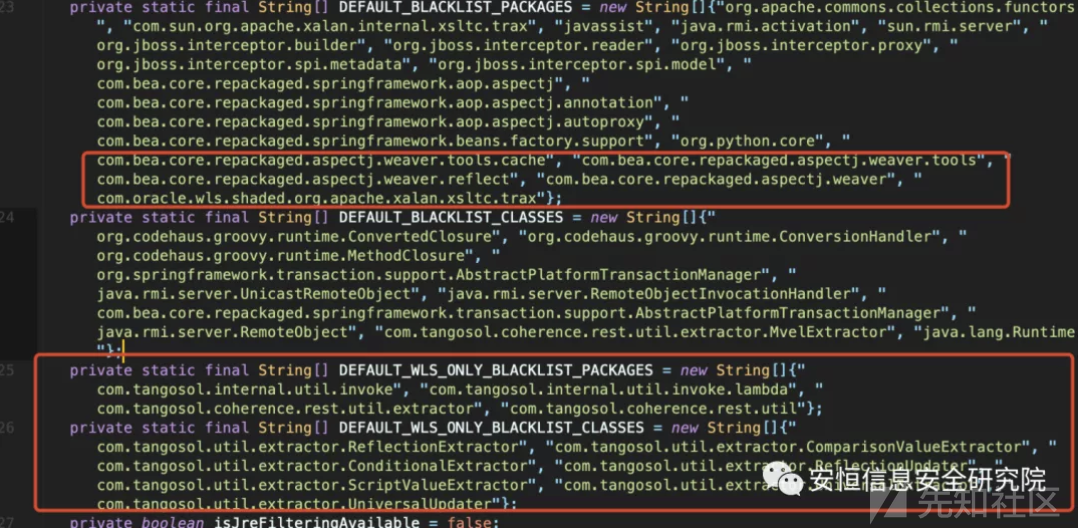 23 private static final String[] DEFAULT_BLACKLIST_PACKAGES = new String[]{"org.apache.commons.collections.functors
", "com.sun.org.apache.xalan.internal.xsltc.trax", "javassist", "java.rmi.activation", "sun.rmi.server", "
org.jboss.interceptor.builder", "org.jboss.interceptor.reader", "org.jboss.interceptor.proxy", "
org.jboss.interceptor.spi.metadata", "org.jboss.interceptor.spi.model", "
com.bea.core.repackaged.springframework.aop.aspectj", "
com.bea.core.repackaged.springframework.aop.aspectj.annotation", "
com.bea.core.repackaged.springframework.aop.aspectj.autoproxy", "
com.bea.core.repackaged.springframework.beans.factory.support", "org.python.core", "
com.bea.core.repackaged.aspectj.weaver.tools.cache", "com.bea.core.repackaged.aspectj.weaver.tools", "
com.bea.core.repackaged.aspectj.weaver.reflect", "com.bea.core.repackaged.aspectj.weaver", "
com.oracle.wls.shaded.org.apache.xalan.xsltc.trax"};
24 private static final String[] DEFAULT_BLACKLIST_CLASSES = new String[]{"
org.codehaus.groovy.runtime.ConvertedClosure", "org.codehaus.groovy.runtime.ConversionHandler", "
org.codehaus.groovy.runtime.MethodClosure", "
org.springframework.transaction.support.AbstractPlatformTransactionManager", "
java.rmi.server.UnicastRemoteObject", "java.rmi.server.RemoteObjectInvocationHandler", "
com.bea.core.repackaged.springframework.transaction.support.AbstractPlatformTransactionManager", "
java.rmi.server.RemoteObject", "com.tangosol.coherence.rest.util.extractor.MvelExtractor", "java.lang.Runtime
"};
25 private static final String[] DEFAULT_WLS_ONLY_BLACKLIST_PACKAGES = new String[]{"
com.tangosol.internal.util.invoke", "com.tangosol.internal.util.invoke.lambda", "
com.tangosol.coherence.rest.util.extractor", "com.tangosol.coherence.rest.util"};
26 private static final String[] DEFAULT_WLS_ONLY_BLACKLIST_CLASSES = new String[]{"
com.tangosol.util.extractor.ReflectionExtractor", "com.tangosol.util.extractor.ComparisonValueExtractor", "
com.tangosol.util.extractor.ConditionalExtractor", "com.tangosol.util.extractor.ReflectionUpdater", "
com.tangosol.util.extractor.ScriptValueExtractor", "com.tangosol.util.extr
com.tangosol.util.extractor.UniversalUpdater"};
27 private boolean isJreFilteringAvailable = false;
安恒信息安全研究院
先知社区